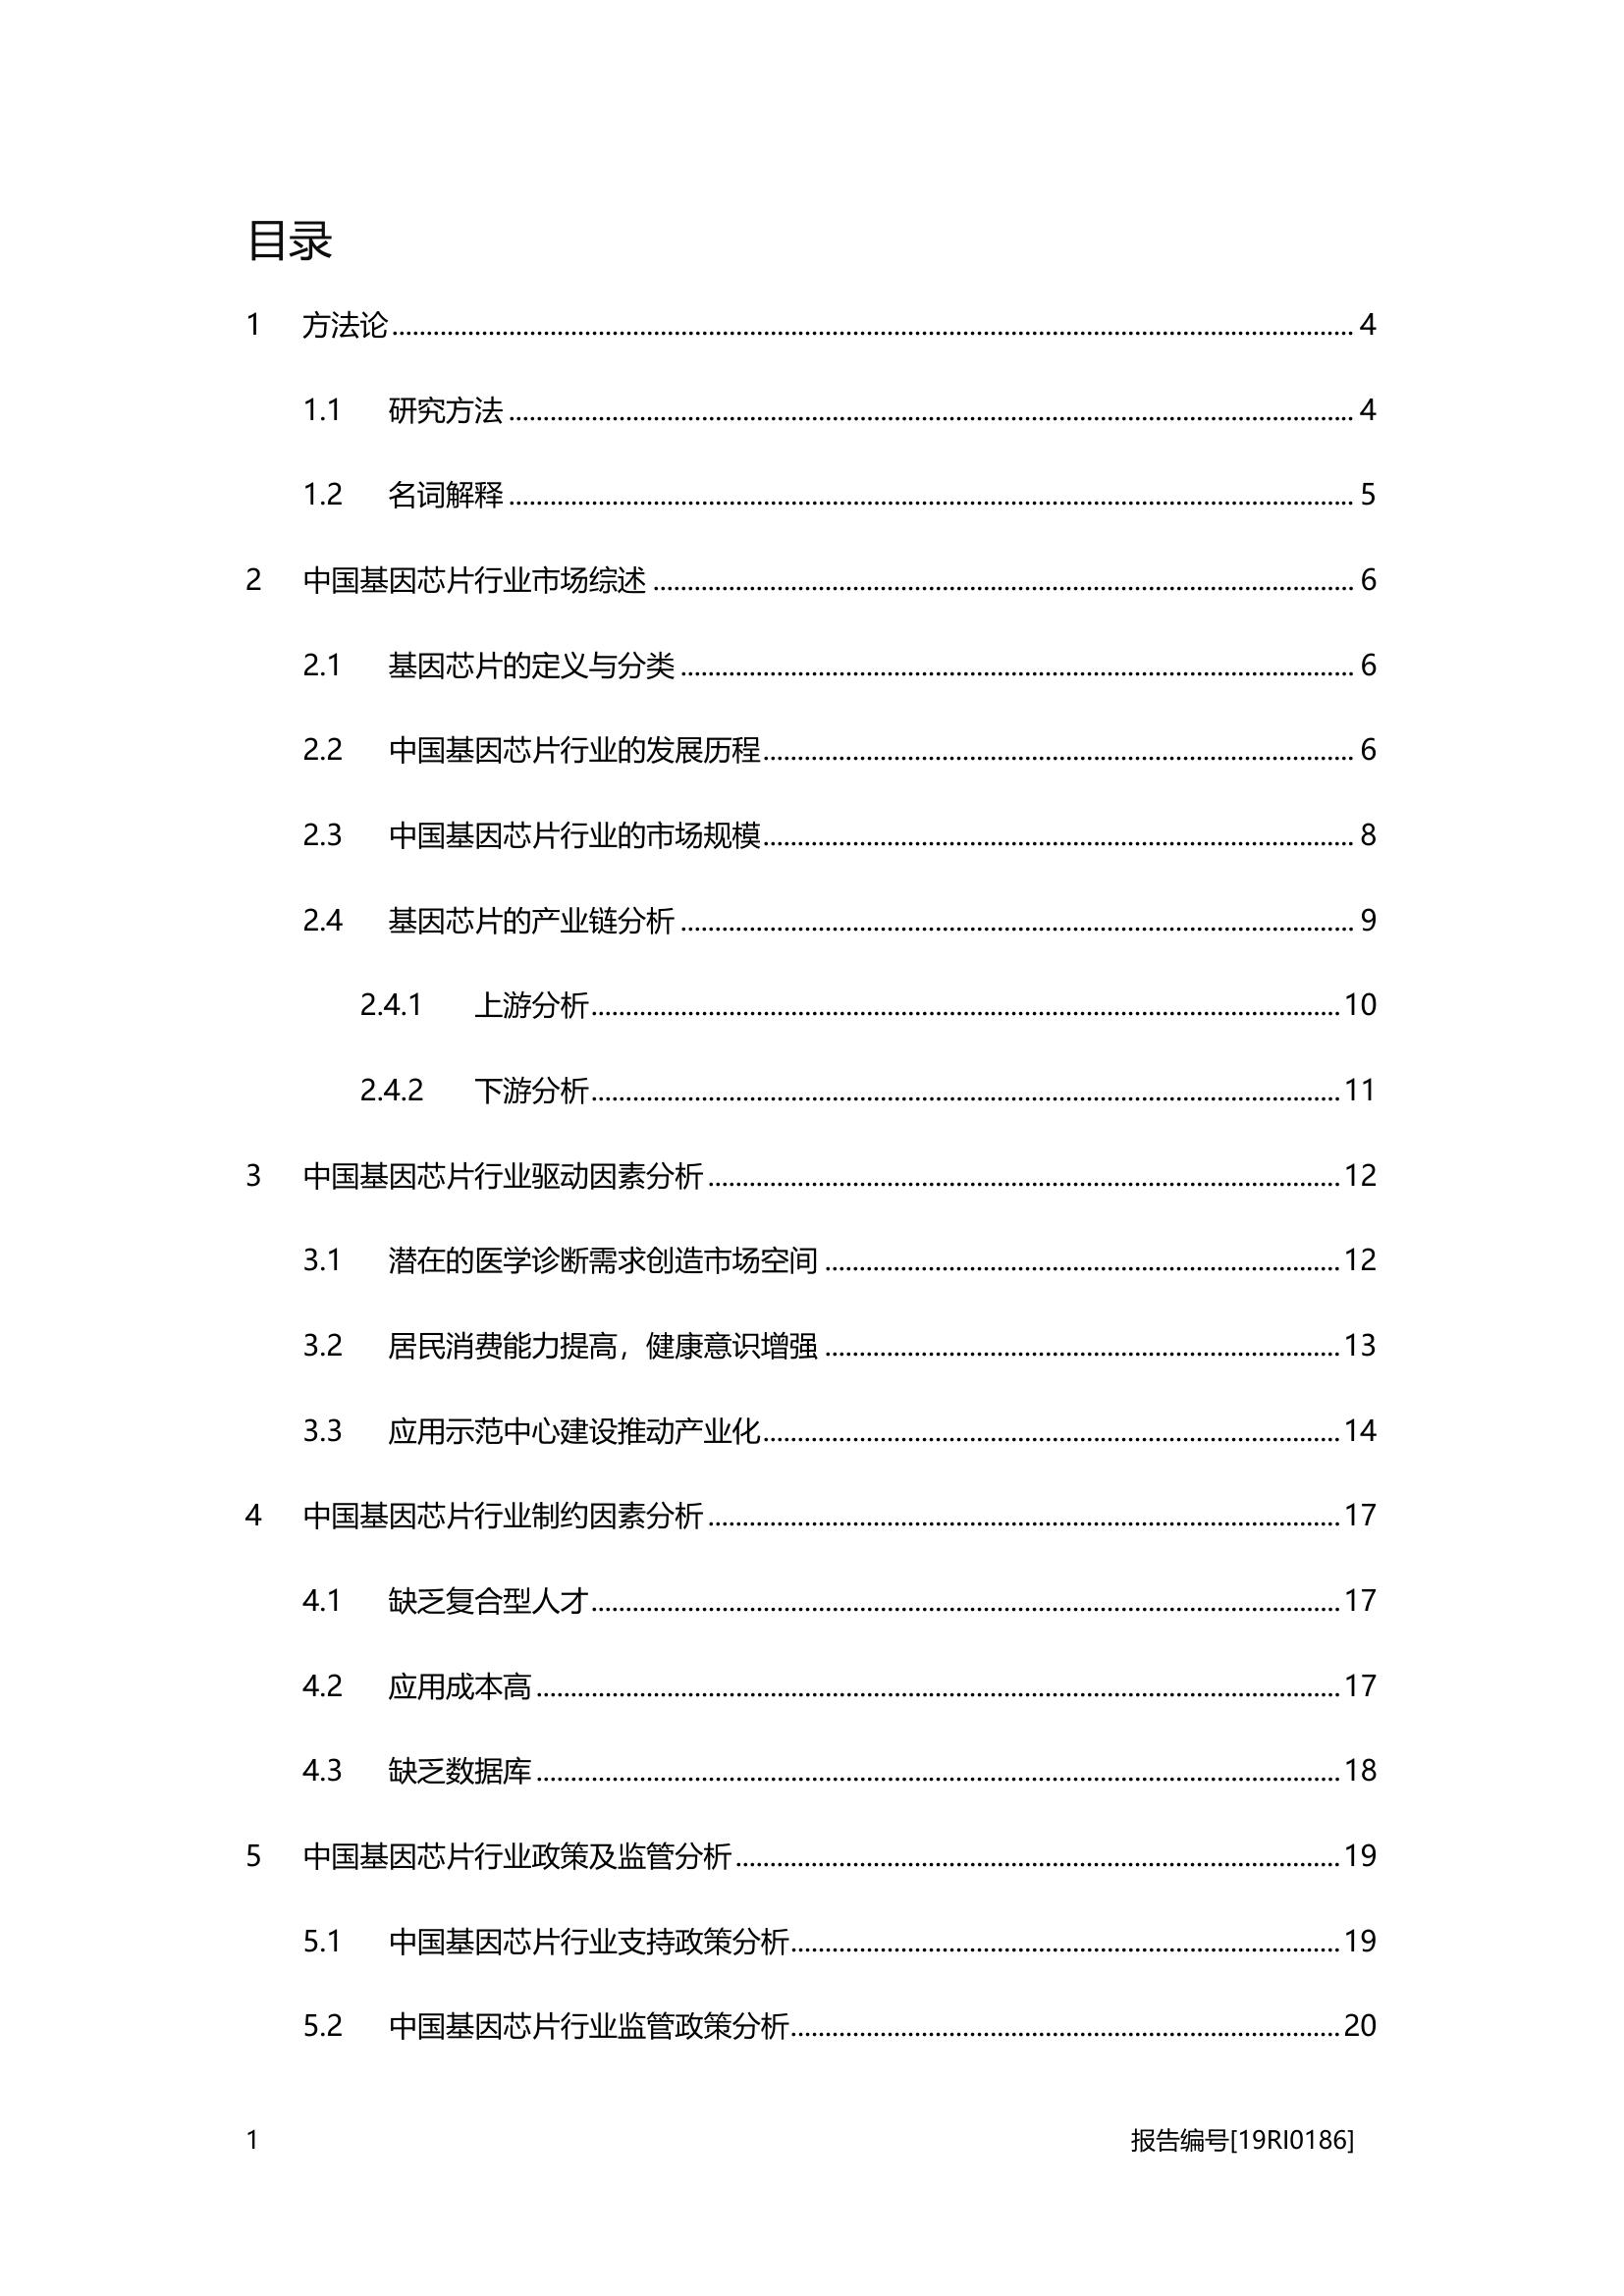 目录
1 方法论 4
1.1 研究方法 4
1.2 名词解释 5
2 中国基因芯片行业市场综述 6
2.1 基因芯片的定义与分类 6
2.2 中国基因芯片行业的发展历程 6
2.3 中国基因芯片行业的市场规模 8
2.4 基因芯片的产业链分析 9
2.4.1 上游分析 10
2.4.2 下游分析 11
3 中国基因芯片行业驱动因素分析 12
3.1 潜在的医学诊断需求创造市场空间 12
3.2 居民消费能力提高，健康意识增强 13
3.3 应用示范中心建设推动产业化 14
4 中国基因芯片行业制约因素分析 17
4.1 缺乏复合型人才 17
4.2 应用成本高 17
4.3 缺乏数据库 18
5 中国基因芯片行业政策及监管分析 19
5.1 中国基因芯片行业支持政策分析 19
5.2 中国基因芯片行业监管政策分析 20
1 报告编号[19RI0186]